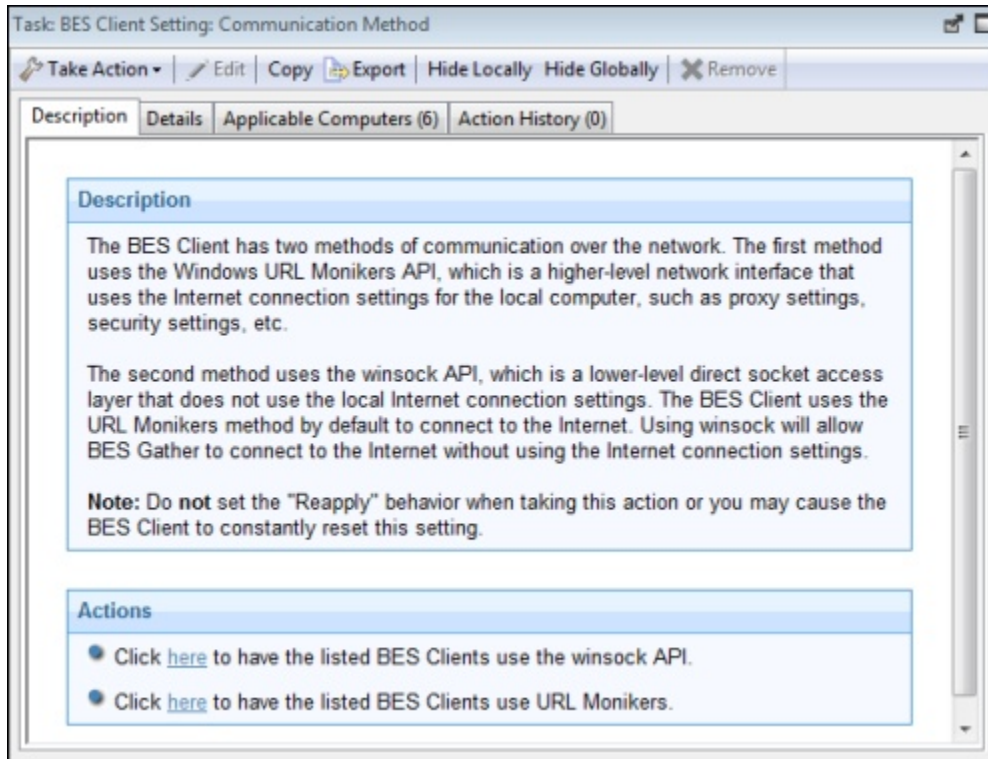 Task: BES Client Setting: Communication Method
Take Action Edit Copy Export Hide Locally Hide Globally Remove
Description Details Applicable Computers (6) Action History (0)
Description
The BES Client has two methods of communication over the network. The first method
uses the Windows URL Monikers API, which is a higher-level network interface that
uses the Internet connection settings for the local computer, such as proxy settings,
security settings, etc.
The second method uses the winsock API, which is a lower-level direct socket access
layer that does not use the local Internet connection settings. The BES Client uses the
URL Monikers method by default to connect to the Internet. Using winsock will allow
BES Gather to connect to the Internet without using the Internet connection settings.
Note: Do not set the "Reapply" behavior when taking this action or you may cause the
BES Client to constantly reset this setting.
Actions
Click here to have the listed BES Clients use the winsock API.
Click here to have the listed BES Clients use URL Monikers.